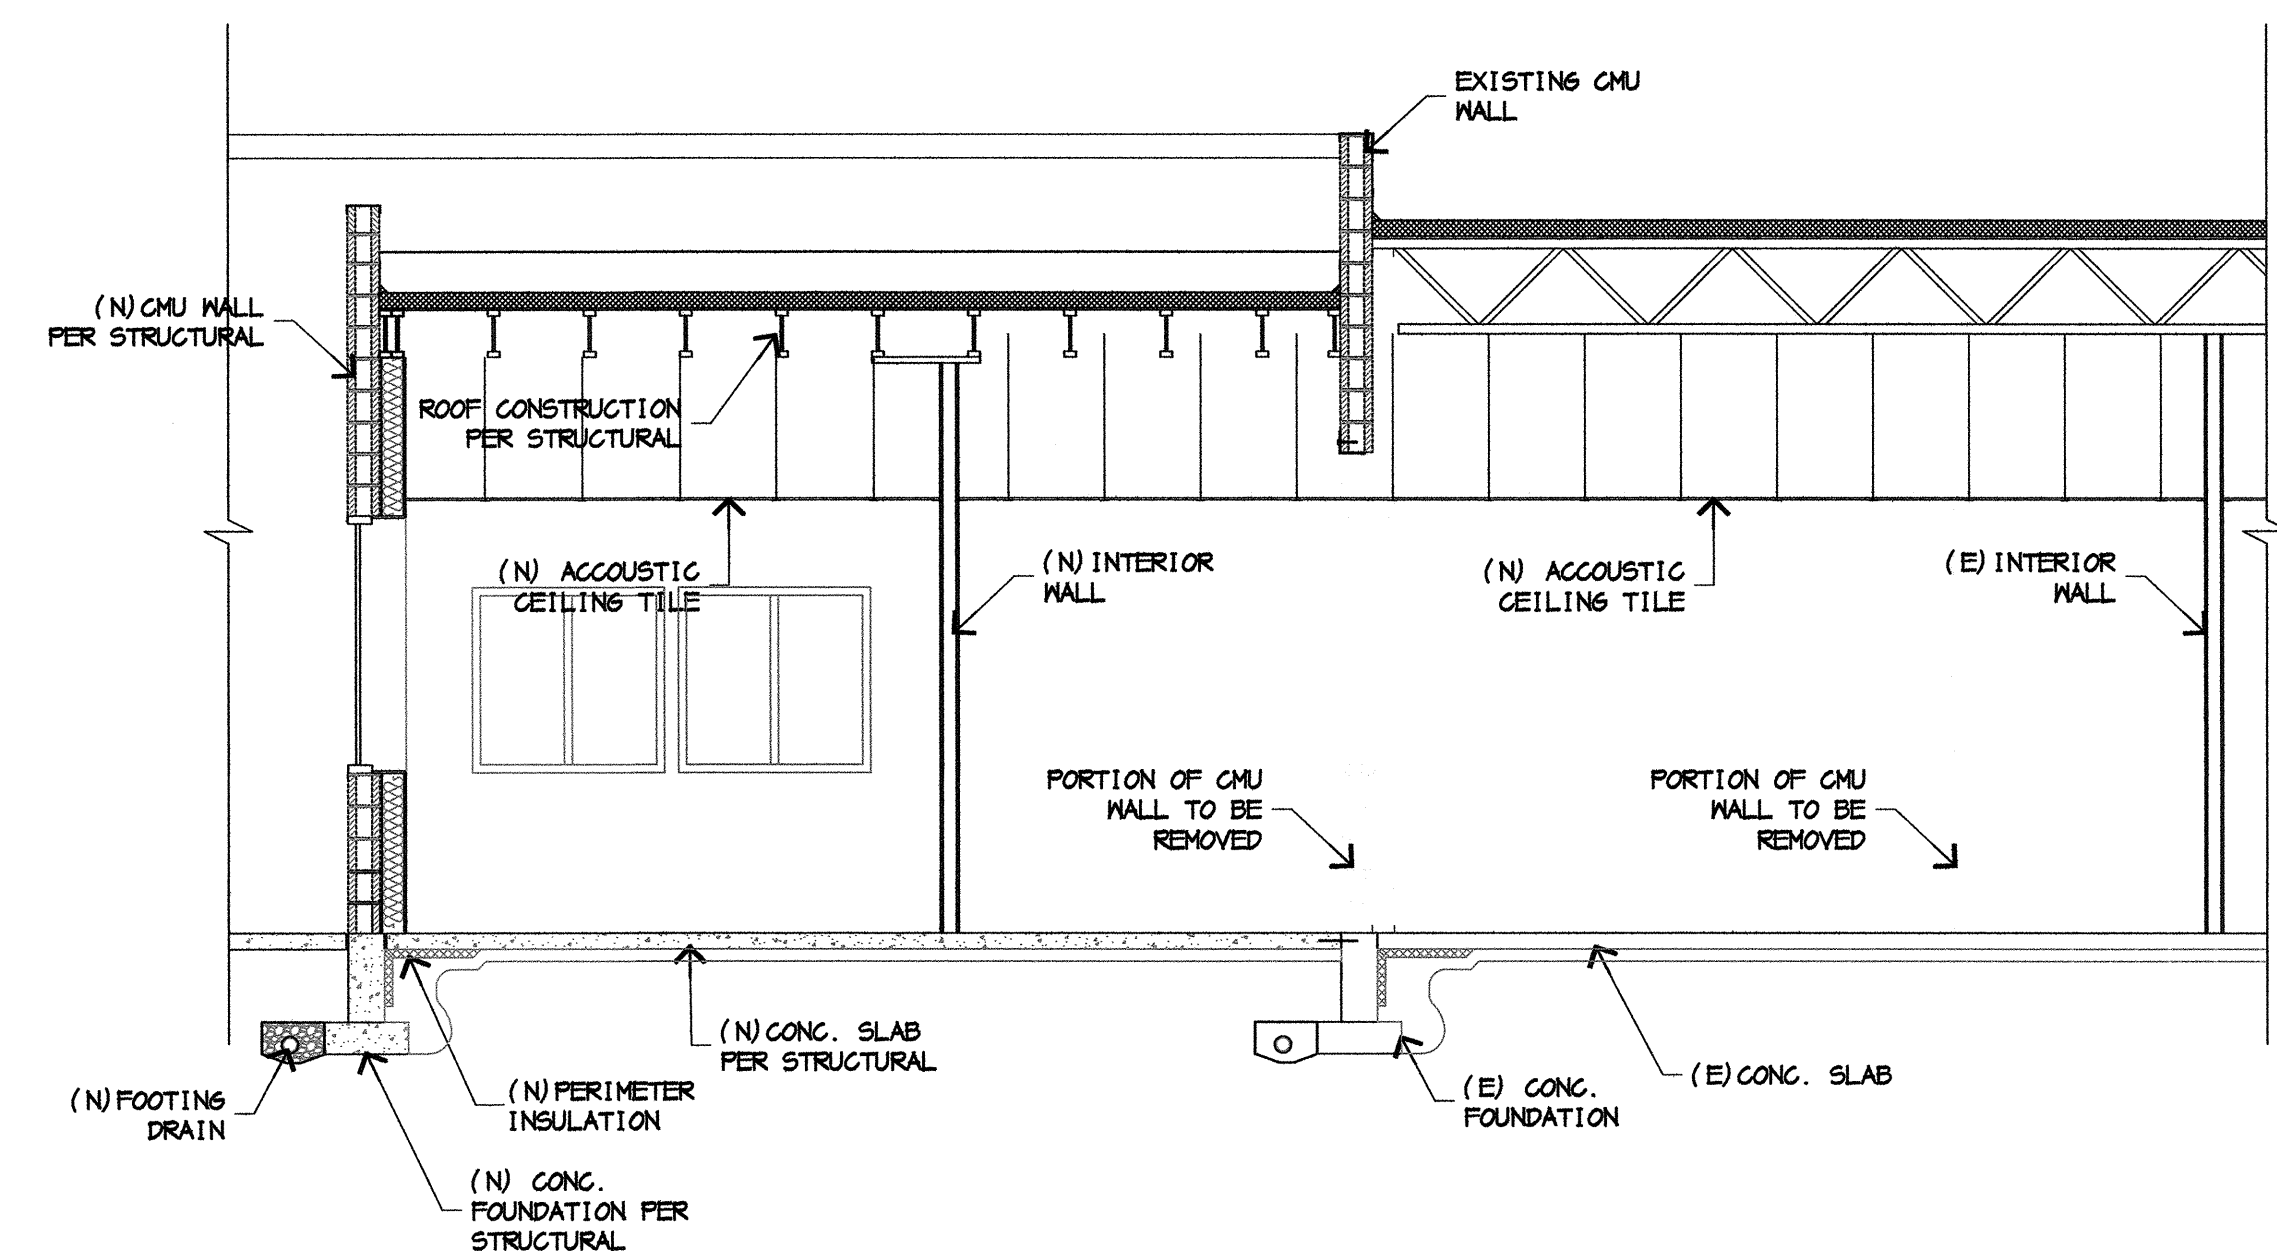 EXISTING CMU
WALL
(N) CMU WALL
PER STRUCTURAL
ROOF CONSTRUCTION
PER STRUCTURAL
(N) ACCOUSTIC
CEILING TILE
(N) INTERIOR
WALL
(N) ACCOUSTIC
CEILING TILE
(E) INTERIOR
WALL
PORTION OF CMU
WALL TO BE
REMOVED
PORTION OF CMU
WALL TO BE
REMOVED
(N) CONC. SLAB
PER STRUCTURAL
(N) PERIMETER
INSULATION
(N) FOOTING
DRAIN
(N) CONC.
FOUNDATION PER
STRUCTURAL
(E) CONC.
FOUNDATION
(E) CONC. SLAB